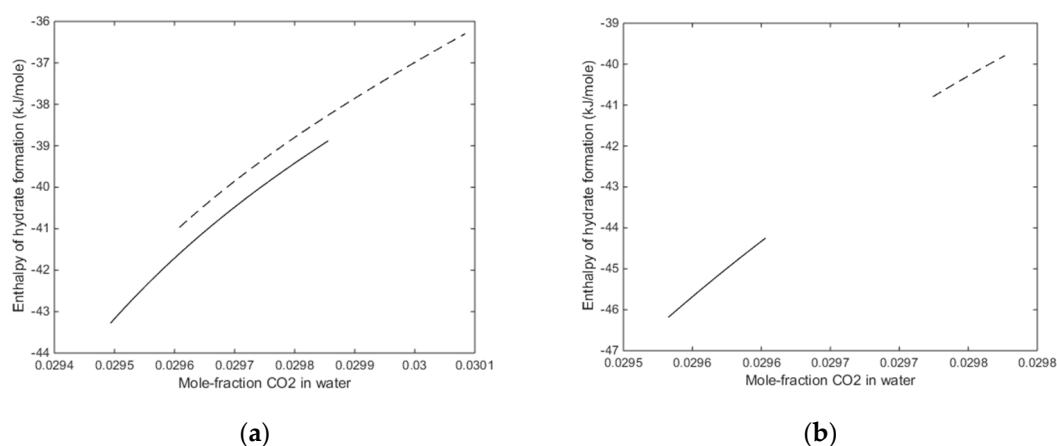 -36
-37
-38
-39
-40
-41
-42
-43
-44
Enthalpy of hydrate formation (kJ/mole)
0.0294 0.0295 0.0296 0.0297 0.0298 0.0299 0.03 0.0301
Mole-fraction CO2 in water
(a)
-39
-40
-41
-42
-43
-44
-45
-46
-47
Enthalpy of hydrate formation (kJ/mole)
0.0295 0.0296 0.0296 0.0297 0.0297 0.0298 0.0298
Mole-fraction CO2 in water
(b)